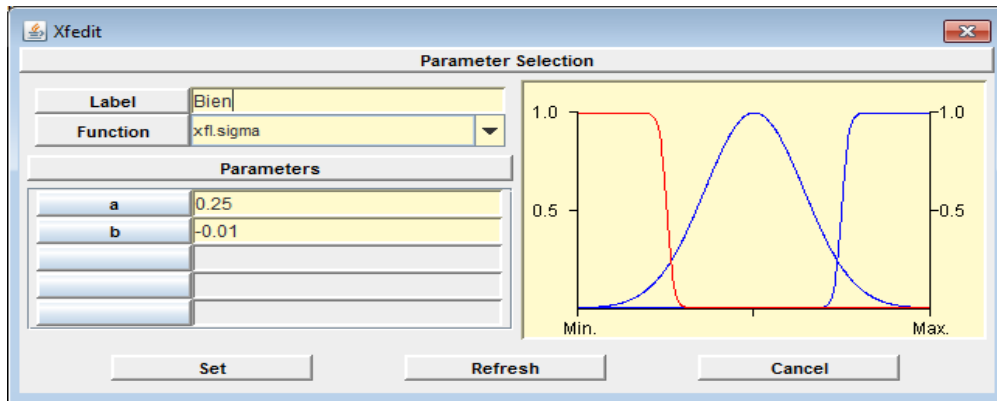 Xfedit
Parameter Selection
Label Bien
Function xfl.sigma
Parameters
a 0.25
b -0.01
1.0 1.0
0.5 0.5
Min. Max.
Set Refresh Cancel